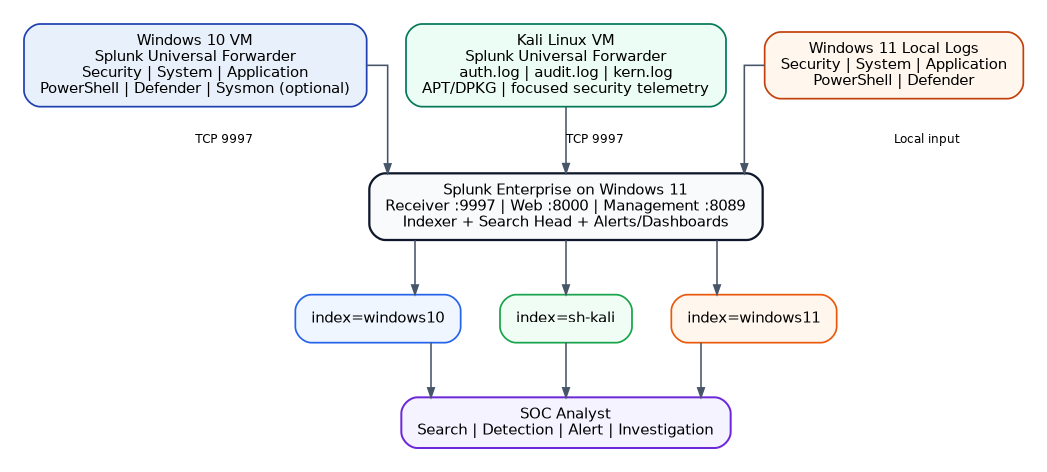 Windows 10 VM
Splunk Universal Forwarder
Security | System | Application
PowerShell | Defender | Sysmon (optional)
Kali Linux VM
Splunk Universal Forwarder
auth.log | audit.log | kern.log
APT/DPKG | focused security telemetry
Windows 11 Local Logs
Security | System | Application
PowerShell | Defender
TCP 9997
TCP 9997
Local input
Splunk Enterprise on Windows 11
Receiver :9997 | Web :8000 | Management :8089
Indexer + Search Head + Alerts/Dashboards
index=windows10
index=sh-kali
index=windows11
SOC Analyst
Search | Detection | Alert | Investigation